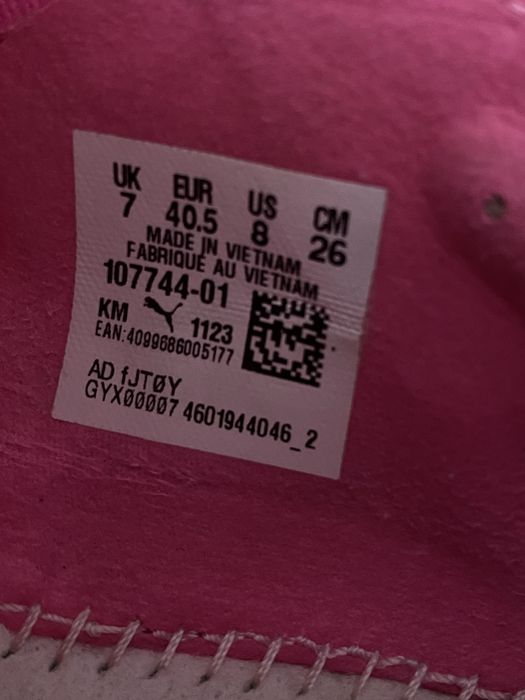 UK EUR US CM
7 40.5 8 26
MADE IN VIETNAM
FABRIQUÉ AU VIETNAM
107744-01
KM 1123
EAN:4099686005177
AD fJTØY
GYX00007 4601944046_2